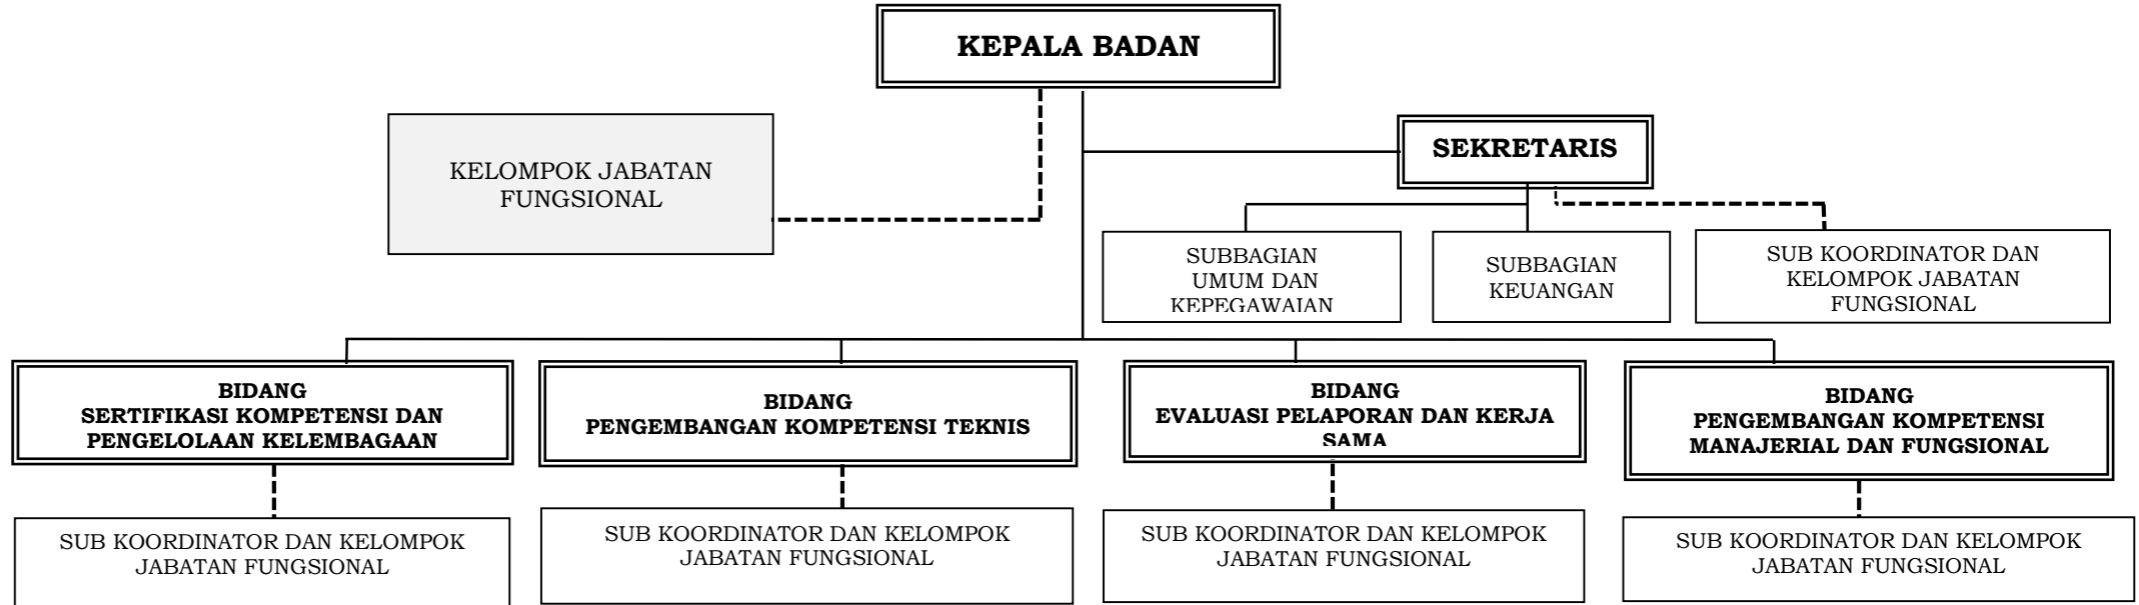 KEPALA BADAN
KELOMPOK JABATAN
FUNGSIONAL
SEKRETARIS
SUBBAGIAN
UMUM DAN
KEPEGAWAIAN
SUBBAGIAN
KEUANGAN
SUB KOORDINATOR DAN
KELOMPOK JABATAN
FUNGSIONAL
BIDANG
SERTIFIKASI KOMPETENSI DAN
PENGELOLAAN KELEMBAGAAN
BIDANG
PENGEMBANGAN KOMPETENSI TEKNIS
BIDANG
EVALUASI PELAPORAN DAN KERJA
SAMA
BIDANG
PENGEMBANGAN KOMPETENSI
MANAJERIAL DAN FUNGSIONAL
SUB KOORDINATOR DAN KELOMPOK
JABATAN FUNGSIONAL
SUB KOORDINATOR DAN KELOMPOK
JABATAN FUNGSIONAL
SUB KOORDINATOR DAN KELOMPOK
JABATAN FUNGSIONAL
SUB KOORDINATOR DAN KELOMPOK
JABATAN FUNGSIONAL